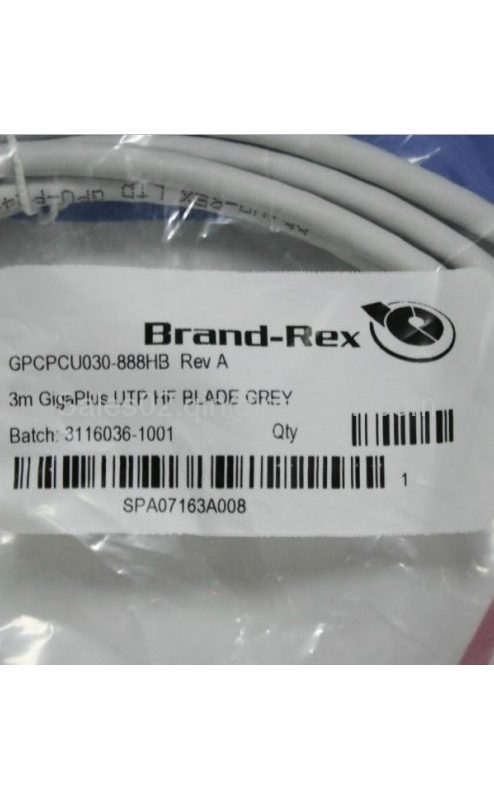 Brand-Rex
GPCPCU030-888HB Rev A
3m GigaPlus UTP HF BLADE GREY
Batch: 3116036-1001 Qty
1
SPA07163A008